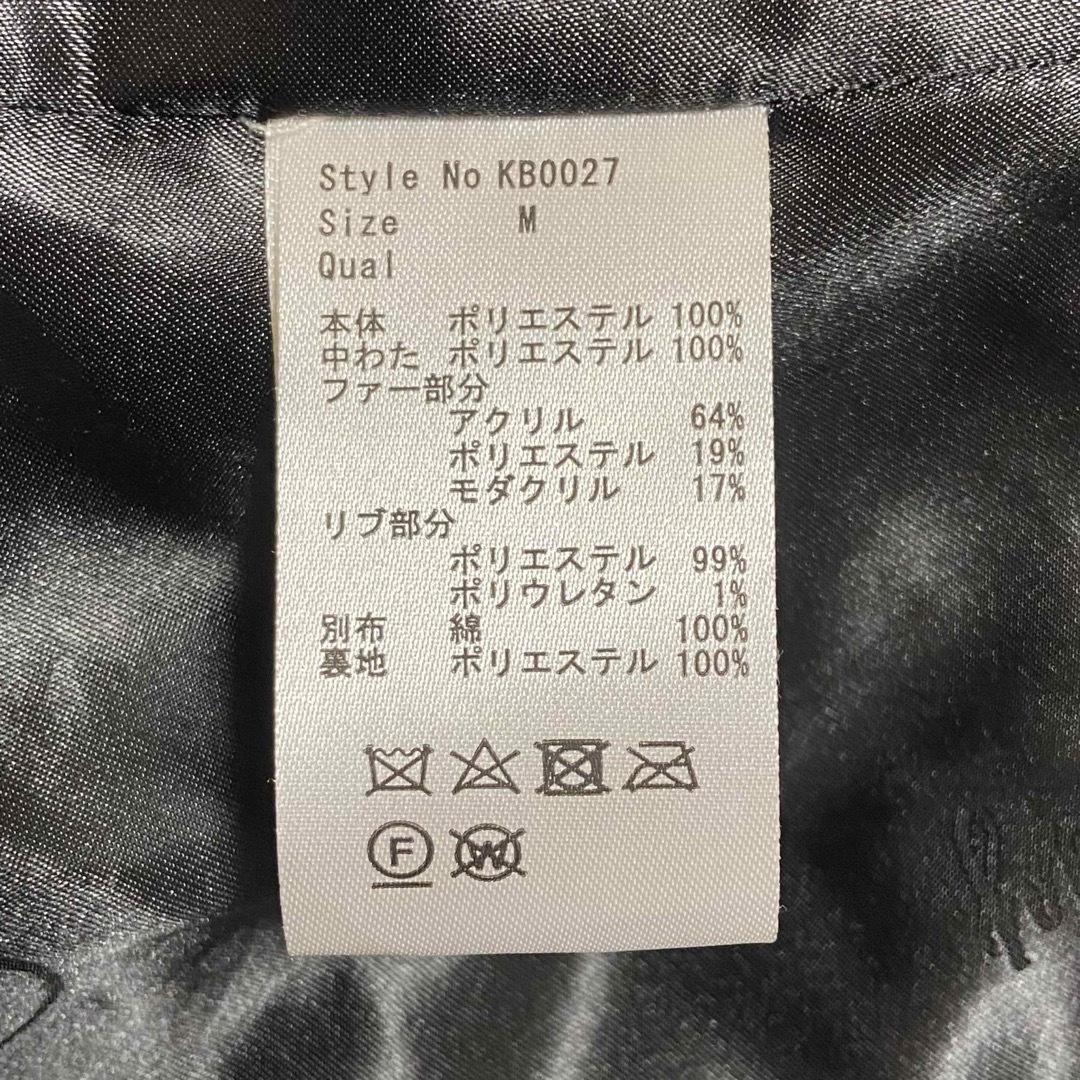 Style No KB0027
Size M
Qual
本体 ポリエステル 100%
中わた ポリエステル 100%
ファー部分
アクリル 64%
ポリエステル 19%
モダクリル 17%
リブ部分
ポリエステル 99%
ポリウレタン 1%
別布 綿 100%
裏地 ポリエステル 100%
F W